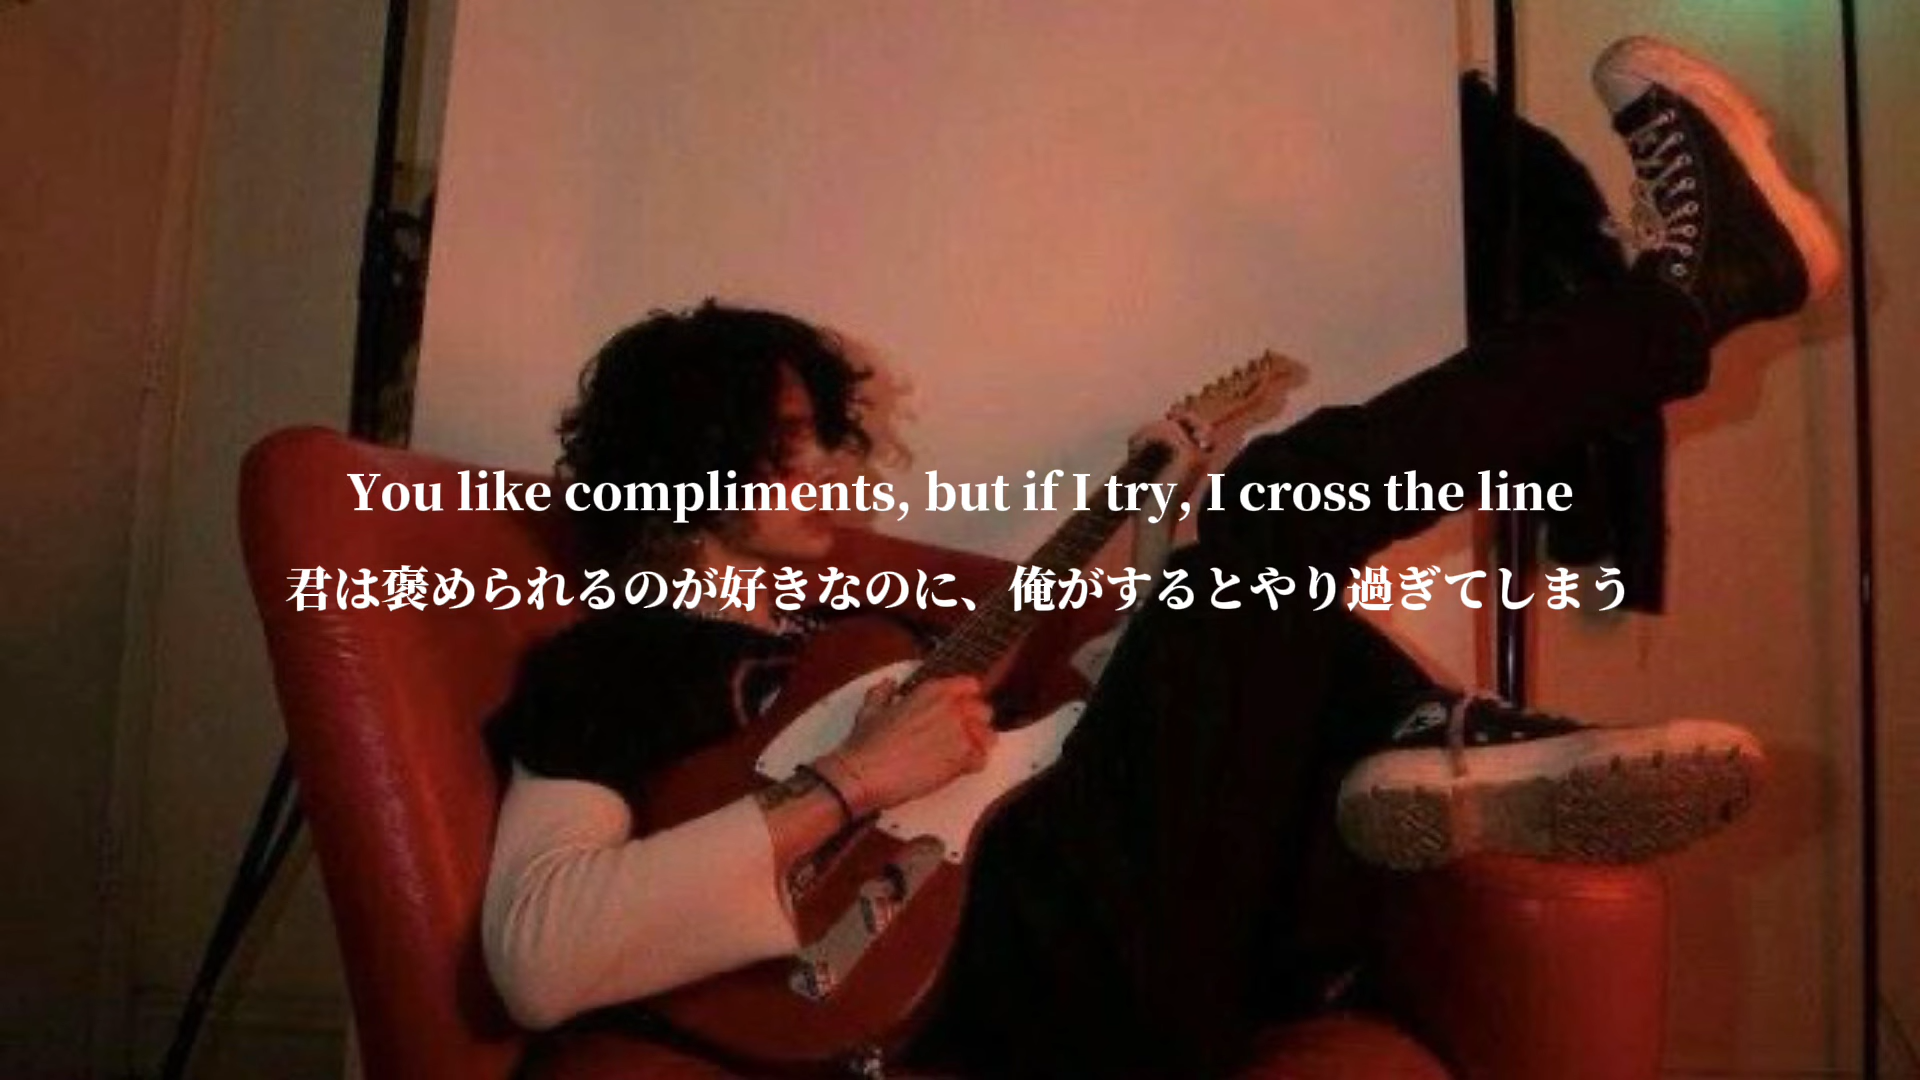 You like compliments, but if I try, I cross the line
君は褒められるのが好きなのに、俺がするとやり過ぎてしまう